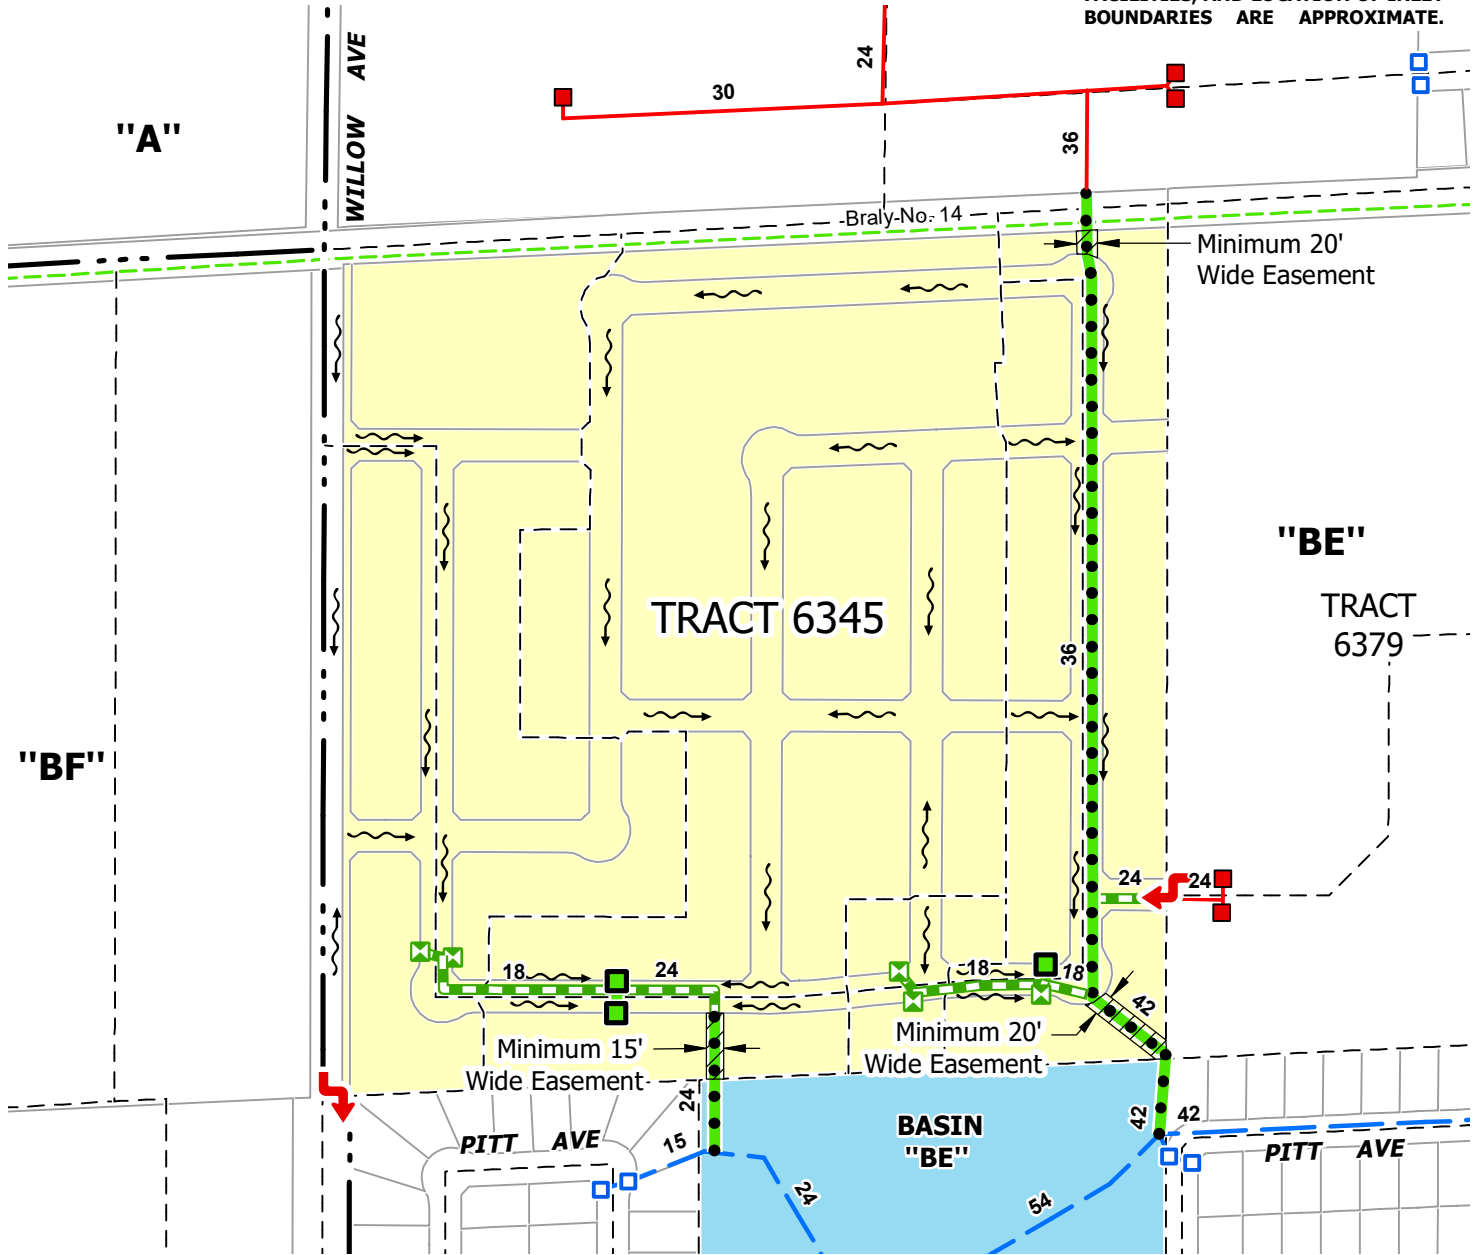 BOUNDARIES ARE APPROXIMATE.
WILLOW AVE
24
30
"A"
36
Braly No. 14
Minimum 20'
Wide Easement
"BE"
TRACT 6345
TRACT
6379
36
"BF"
24
24
18
24
18
18
42
Minimum 15'
Wide Easement
Minimum 20'
Wide Easement
24
42
42
BASIN
"BE"
PITT AVE
15
PITT AVE
24
54